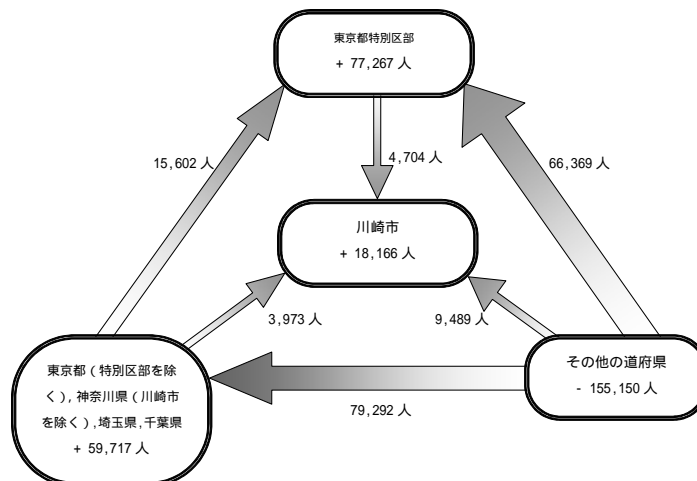 東京都特別区部
+ 77,267 人
15,602 人
4,704 人
66,369 人
川崎市
+ 18,166 人
3,973 人
9,489 人
東京都（特別区部を除
く）, 神奈川県（川崎市
を除く）,埼玉県,千葉県
+ 59,717 人
その他の道府県
- 155,150 人
79,292 人